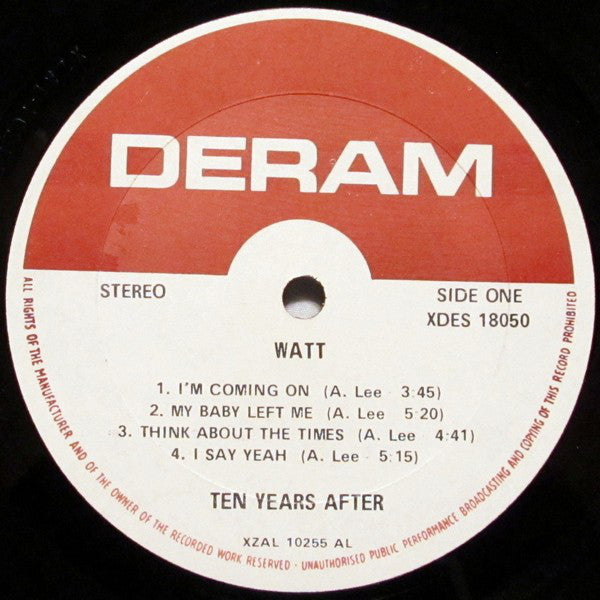 DERAM
STEREO
SIDE ONE
XDES 18050
WATT
1. I'M COMING ON (A. Lee 3:45)
2. MY BABY LEFT ME (A. Lee 5:20)
3. THINK ABOUT THE TIMES (A. Lee 4:41)
4. I SAY YEAH (A. Lee - 5:15)
TEN YEARS AFTER
XZAL 10255 AL
ALL RIGHTS OF THE MANUFACTURER AND OF THE OWNER OF THE RECORDED WORK RESERVED · UNAUTHORISED PUBLIC PERFORMANCE BROADCASTING AND COPYING OF THIS RECORD PROHIBITED